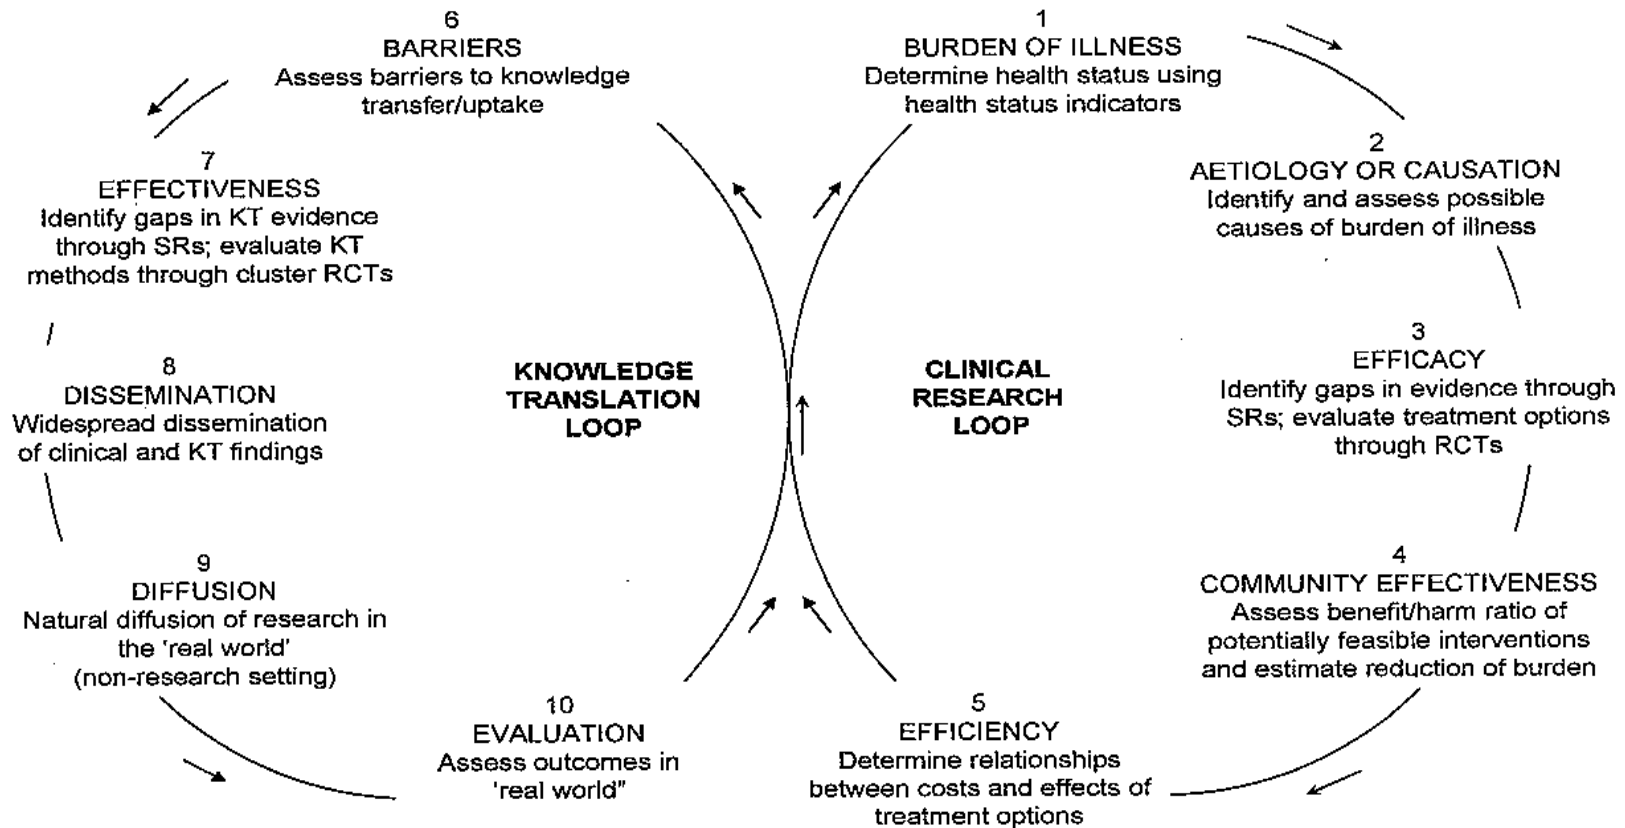 6
BARRIERS
Assess barriers to knowledge
transfer/uptake
1
BURDEN OF ILLNESS
Determine health status using
health status indicators
7
EFFECTIVENESS
Identify gaps in KT evidence
through SRs; evaluate KT
methods through cluster RCTs
2
AETIOLOGY OR CAUSATION
Identify and assess possible
causes of burden of illness
8
DISSEMINATION
Widespread dissemination
of clinical and KT findings
KNOWLEDGE
TRANSLATION
LOOP
CLINICAL
RESEARCH
LOOP
3
EFFICACY
Identify gaps in evidence through
SRs; evaluate treatment options
through RCTs
9
DIFFUSION
Natural diffusion of research in
the 'real world'
(non-research setting)
4
COMMUNITY EFFECTIVENESS
Assess benefit/harm ratio of
potentially feasible interventions
and estimate reduction of burden
10
EVALUATION
Assess outcomes in
'real world"
5
EFFICIENCY
Determine relationships
between costs and effects of
treatment options